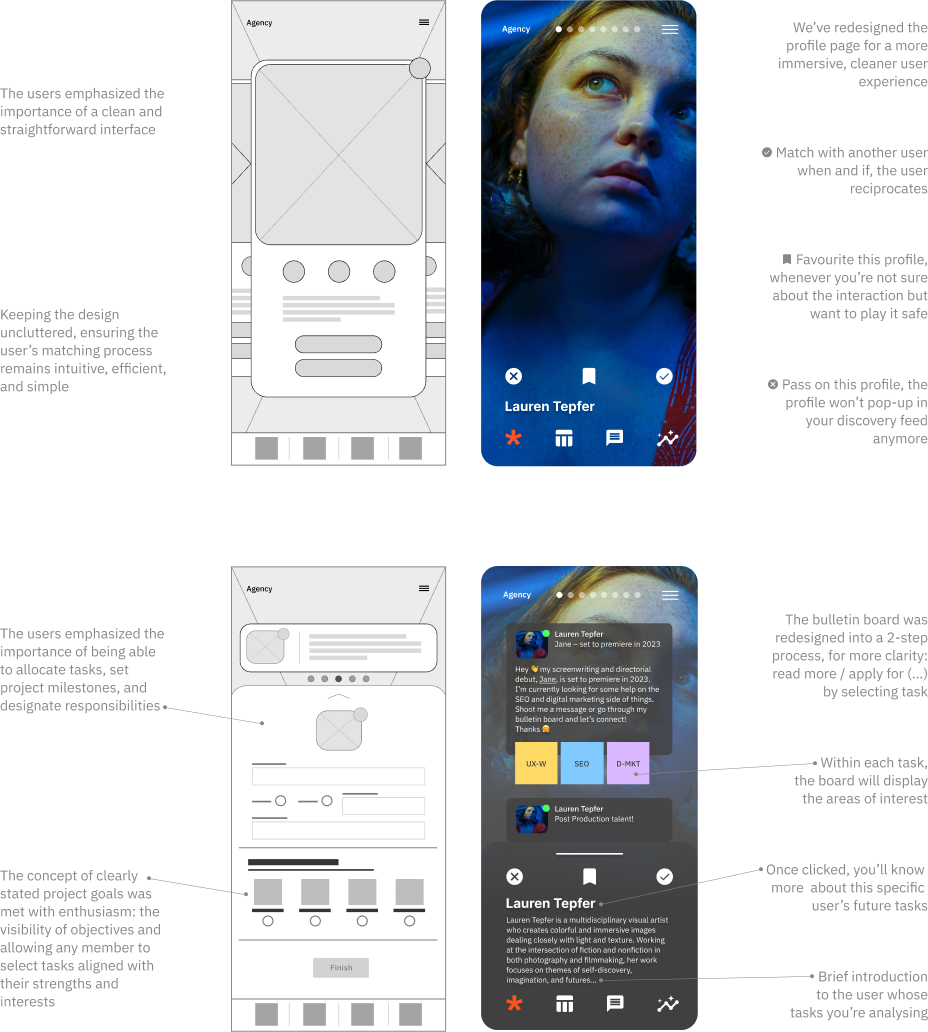 Agency
Agency
We’ve redesigned the
profile page for a more
immersive, cleaner user
experience
The users emphasized the
importance of a clean and
straightforward interface
Match with another user
when and if, the user
reciprocates
Favourite this profile,
whenever you’re not sure
about the interaction but
want to play it safe
Keeping the design
uncluttered, ensuring the
user’s matching process
remains intuitive, efficient,
and simple
Pass on this profile, the
profile won’t pop-up in
your discovery feed
anymore
Lauren Tepfer
Agency
Agency
The users emphasized the
importance of being able
to allocate tasks, set
project milestones, and
designate responsibilities
Lauren Tepfer
Jane – set to premiere in 2023
Hey 👋 my screenwriting and directorial
debut, Jane, is set to premiere in 2023.
I’m currently looking for some help on the
SEO and digital marketing side of things.
Shoot me a message or go through my
bulletin board and let’s connect!
Thanks 🤗
UX-W
SEO
D-MKT
Lauren Tepfer
Post Production talent!
The bulletin board was
redesigned into a 2-step
process, for more clarity:
read more / apply for (...)
by selecting task
Within each task,
the board will display
the areas of interest
The concept of clearly
stated project goals was
met with enthusiasm: the
visibility of objectives and
allowing any member to
select tasks aligned with
their strengths and
interests
Finish
Lauren Tepfer
Lauren Tepfer is a multidisciplinary visual artist
who creates colorful and immersive images
dealing closely with light and texture. Working
at the intersection of fiction and nonfiction in
both photography and filmmaking, her work
focuses on themes of self-discovery,
imagination, and futures...
Once clicked, you’ll know
more about this specific
user’s future tasks
Brief introduction
to the user whose
tasks you’re analysing